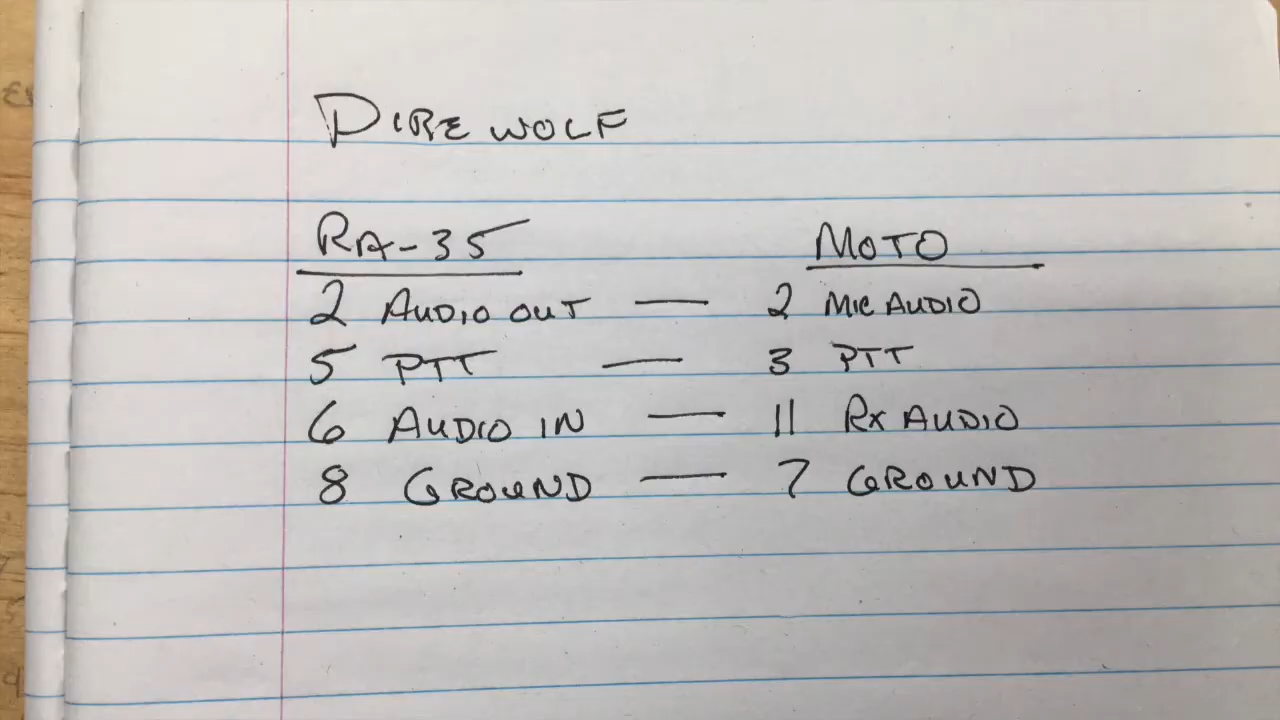 DIRE WOLF
RA-35 MOTO
2 AUDIO OUT — 2 MIC AUDIO
5 PTT — 3 PTT
6 AUDIO IN — 11 RX AUDIO
8 GROUND — 7 GROUND